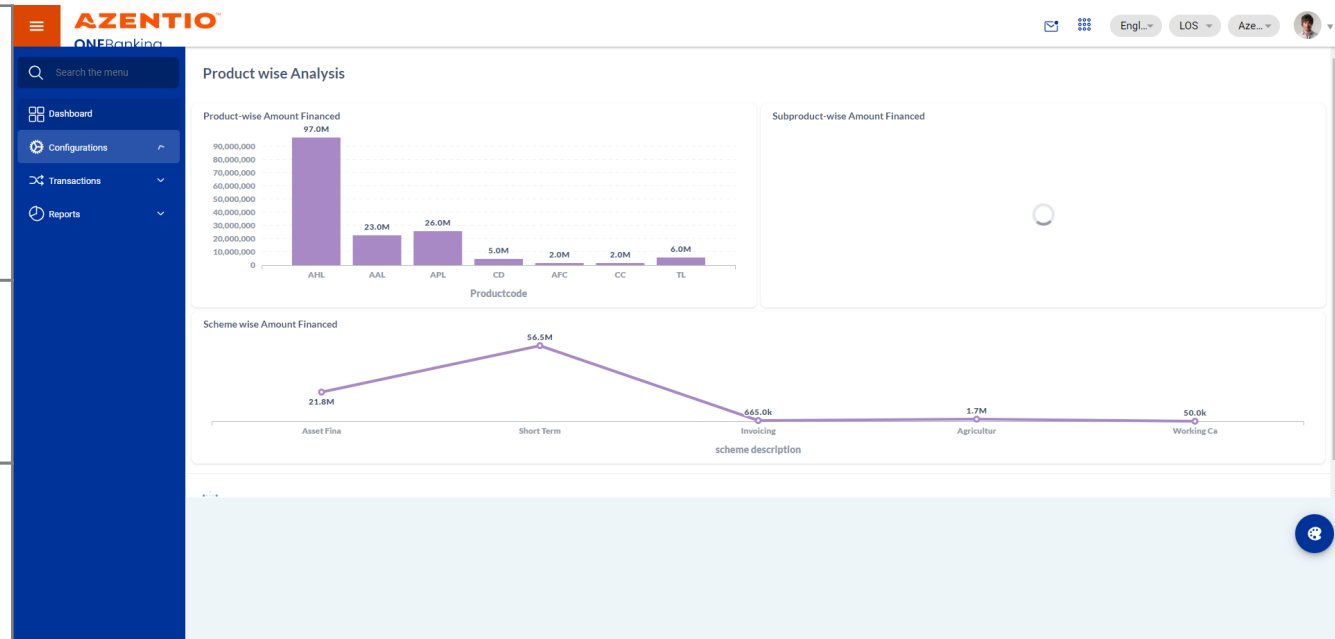 AZENTIO
ONEBanking
Engl...
LOS
Aze...
Search the menu
Dashboard
Configurations
Transactions
Reports
Product wise Analysis
Product-wise Amount Financed
97.0M
90,000,000
80,000,000
70,000,000
60,000,000
50,000,000
40,000,000
30,000,000
20,000,000
10,000,000
0
23.0M
26.0M
5.0M
2.0M
2.0M
6.0M
AHL AAL APL CD AFC CC TL
Productcode
Subproduct-wise Amount Financed
Scheme wise Amount Financed
56.5M
21.8M
665.0k
1.7M
50.0k
Asset Fina Short Term Invoicing Agricultur Working Ca
scheme description